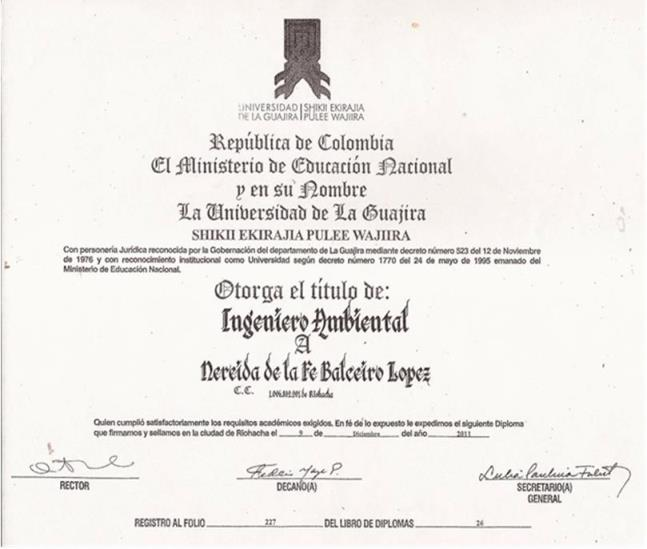 UNIVERSIDAD | SHIKII EKIRAJIA
DE LA GUAJIRA | PULEE WAJIIRA
República de Colombia
El Ministerio de Educación Nacional
y en su Nombre
La Universidad de La Guajira
SHIKII EKIRAJIA PULEE WAJIIRA
Con personería Jurídica reconocida por la Gobernación del departamento de La Guajira mediante decreto número 523 del 12 de Noviembre
de 1976 y con reconocimiento institucional como Universidad según decreto número 1770 del 24 de mayo de 1995 emanado del
Ministerio de Educación Nacional.
Otorga el título de:
Ingeniero Ambiental
A
Nereida de la Fe Balceiro Lopez
C.C. de Riohacha
Quien cumplió satisfactoriamente los requisitos académicos exigidos. En fé de lo expuesto le expedimos el siguiente Diploma
que firmamos y sellamos en la ciudad de Riohacha el 9 de Diciembre del año 2011
RECTOR
DECANO(A)
SECRETARIO(A)
GENERAL
REGISTRO AL FOLIO 227 DEL LIBRO DE DIPLOMAS 26